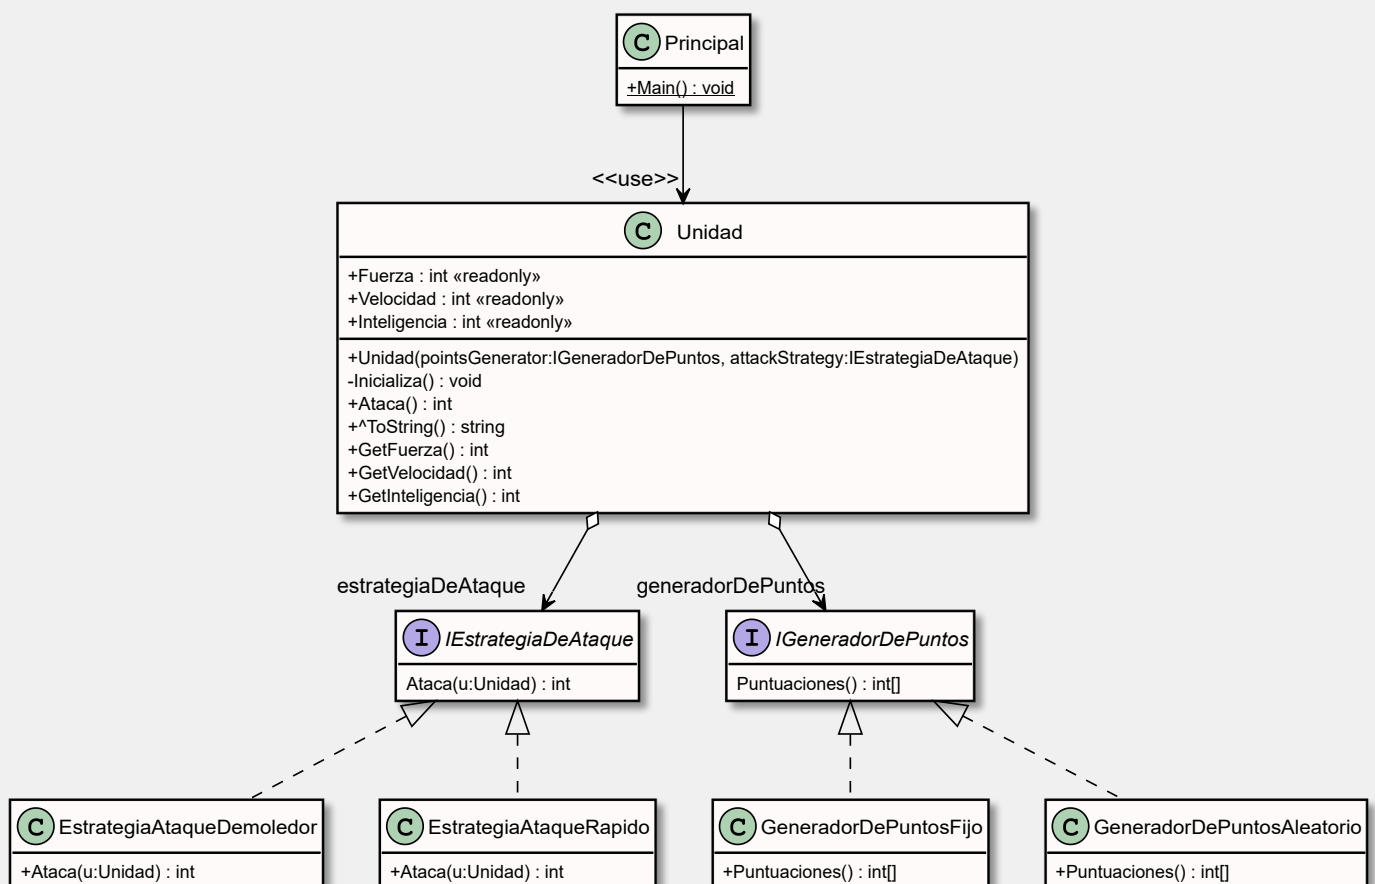 C Principal
+Main() : void
<<use>>
C Unidad
+Fuerza : int «readonly»
+Velocidad : int «readonly»
+Inteligencia : int «readonly»
+Unidad(pointsGenerator:IGeneradorDePuntos, attackStrategy:IEstrategiaDeAtaque)
-Inicializa() : void
+Ataca() : int
+^ToString() : string
+GetFuerza() : int
+GetVelocidad() : int
+GetInteligencia() : int
estrategiaDeAtaque
generadorDePuntos
I IEstrategiaDeAtaque
Ataca(u:Unidad) : int
I IGeneradorDePuntos
Puntuaciones() : int[]
C EstrategiaAtaqueDemoledor
+Ataca(u:Unidad) : int
C EstrategiaAtaqueRapido
+Ataca(u:Unidad) : int
C GeneradorDePuntosFijo
+Puntuaciones() : int[]
C GeneradorDePuntosAleatorio
+Puntuaciones() : int[]